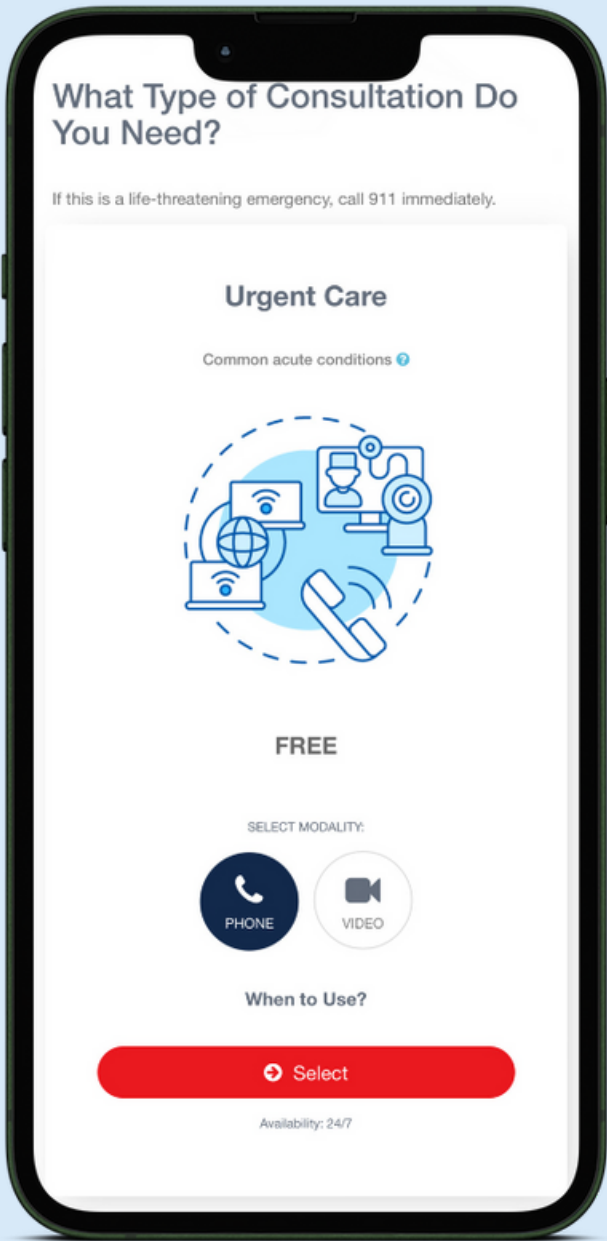 What Type of Consultation Do
You Need?
If this is a life-threatening emergency, call 911 immediately.
Urgent Care
Common acute conditions ?
FREE
SELECT MODALITY:
PHONE
VIDEO
When to Use?
Select
Availability: 24/7